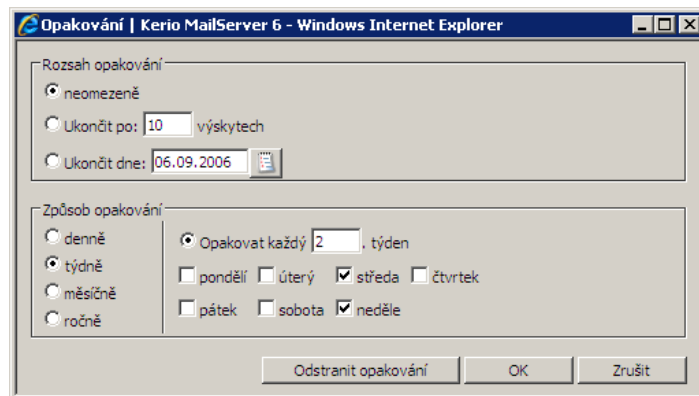 Opakování | Kerio MailServer 6 - Windows Internet Explorer
Rozsah opakování
neomezeně
Ukončit po: 10 výskytech
Ukončit dne: 06.09.2006
Způsob opakování
denně
týdně
měsíčně
ročně
Opakovat každý 2 . týden
pondělí úterý středa čtvrtek
pátek sobota neděle
Odstranit opakování OK Zrušit